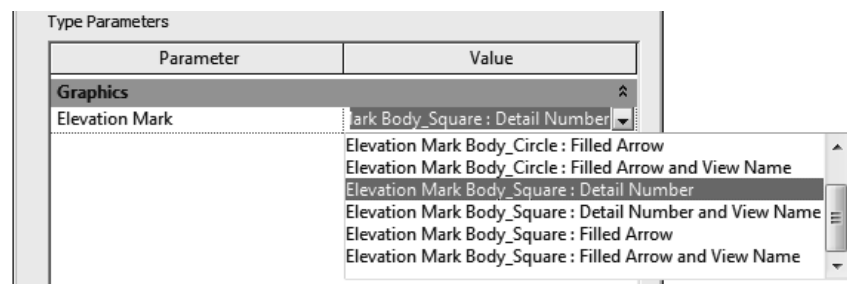 Type Parameters
Parameter Value
Graphics
Elevation Mark ark Body_Square : Detail Number
Elevation Mark Body_Circle : Filled Arrow
Elevation Mark Body_Circle : Filled Arrow and View Name
Elevation Mark Body_Square : Detail Number
Elevation Mark Body_Square : Detail Number and View Name
Elevation Mark Body_Square : Filled Arrow
Elevation Mark Body_Square : Filled Arrow and View Name